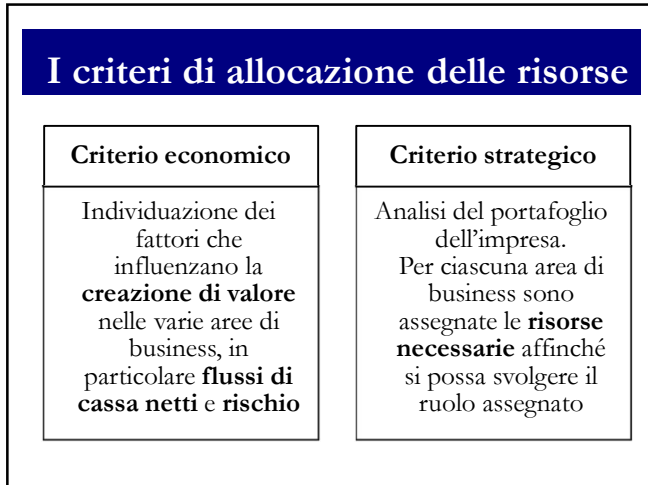 I criteri di allocazione delle risorse
Criterio economico
Individuazione dei
fattori che
influenzano la
creazione di valore
nelle varie aree di
business, in
particolare flussi di
cassa netti e rischio
Criterio strategico
Analisi del portafoglio
dell'impresa.
Per ciascuna area di
business sono
assegnate le risorse
necessarie affinché
si possa svolgere il
ruolo assegnato